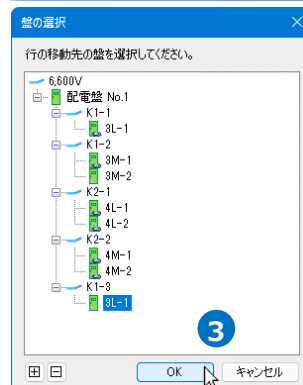 盤の選択
行の移動先の盤を選択してください。
6,600V
配電盤 No.1
K1-1
3L-1
K1-2
3M-1
3M-2
K2-1
4L-1
4L-2
K2-2
4M-1
4M-2
K1-3
3L-1
3
OK
キャンセル